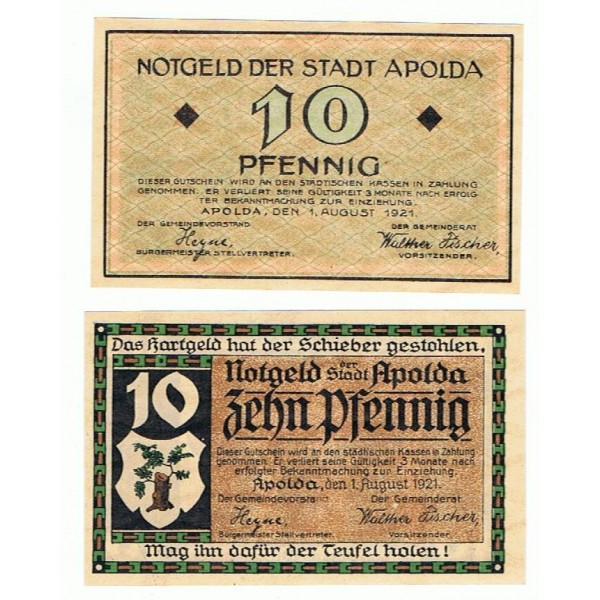 NOTGELD DER STADT APOLDA
10
PFENNIG
DIESER GUTSCHEIN WIRD AN DEN STÄDTISCHEN KASSEN IN ZAHLUNG
GENOMMEN. ER VERLIERT SEINE GÜLTIGKEIT 3 MONATE NACH ERFOLG-
TER BEKANNTMACHUNG ZUR EINZIEHUNG.
APOLDA, DEN 1. AUGUST 1921.
DER GEMEINDEVORSTAND DER GEMEINDERAT
Heyne, Walther Fischer,
BÜRGERMEISTER STELLVERTRETER. VORSITZENDER.
Das Hartgeld hat der Schieber gestohlen,
10
Notgeld der Stadt Apolda
Zehn Pfennig
Dieser Gutschein wird an den städtischen Kassen in Zahlung
genommen. Er verliert seine Gültigkeit 3 Monate nach
erfolgter Bekanntmachung zur Einziehung.
Apolda, den 1. August 1921.
Der Gemeindevorstand Der Gemeinderat.
Heyne, Walther Fischer,
Bürgermeister Stellvertreter. Vorsitzender.
Mag ihn dafür der Teufel holen!